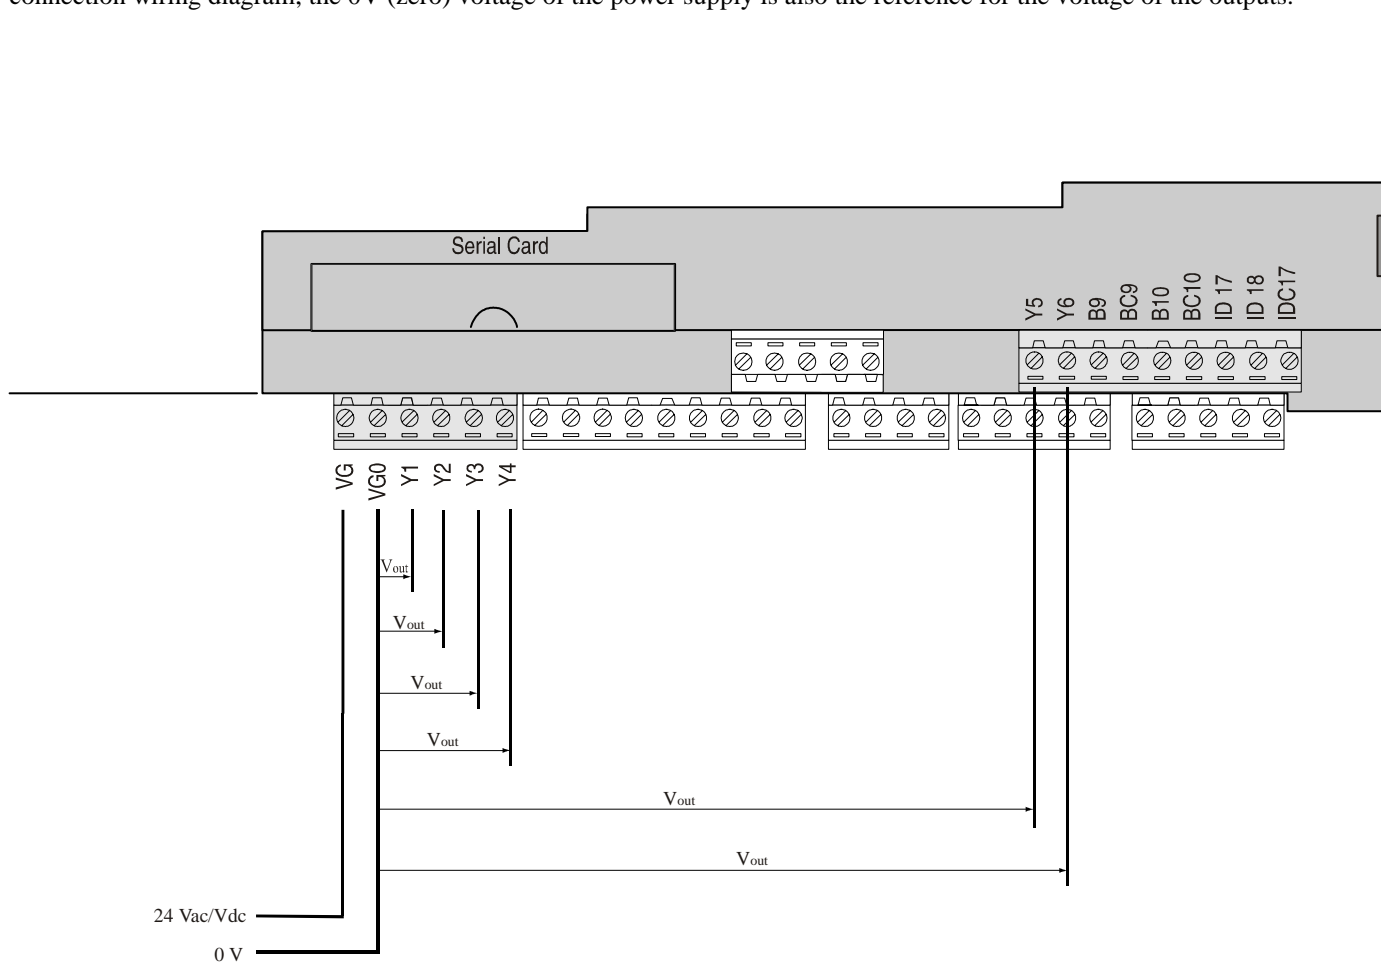 connection wiring diagram, the 0V (zero) voltage of the power supply is also the reference for the voltage of the outputs.
Serial Card
Y5 Y6 B9 BC9 B10 BC10 ID 17 ID 18 IDC17
VG VG0 Y1 Y2 Y3 Y4
Vout
Vout
Vout
Vout
Vout
Vout
24 Vac/Vdc
0 V